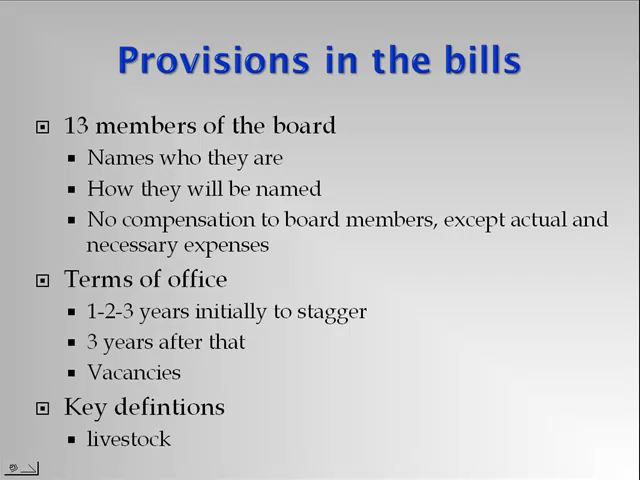 Provisions in the bills
13 members of the board
Names who they are
How they will be named
No compensation to board members, except actual and
necessary expenses
Terms of office
1-2-3 years initially to stagger
3 years after that
Vacancies
Key defintions
livestock